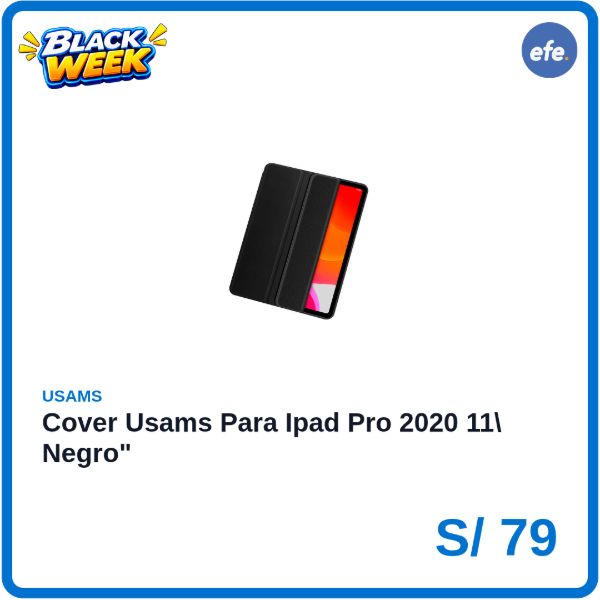 BLACK
WEEK
efe.
USAMS
Cover Usams Para Ipad Pro 2020 11\
Negro"
S/ 79